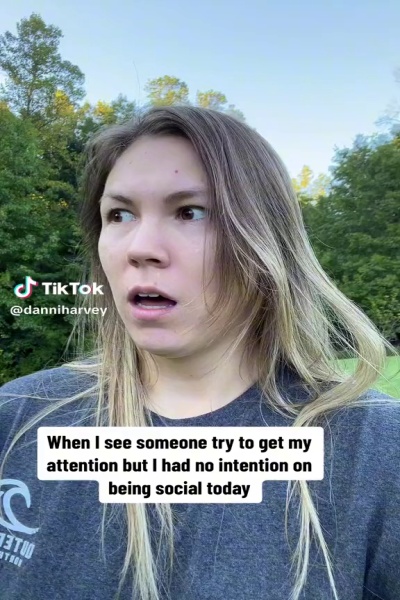 TikTok
@danniharvey
When I see someone try to get my
attention but I had no intention on
being social today